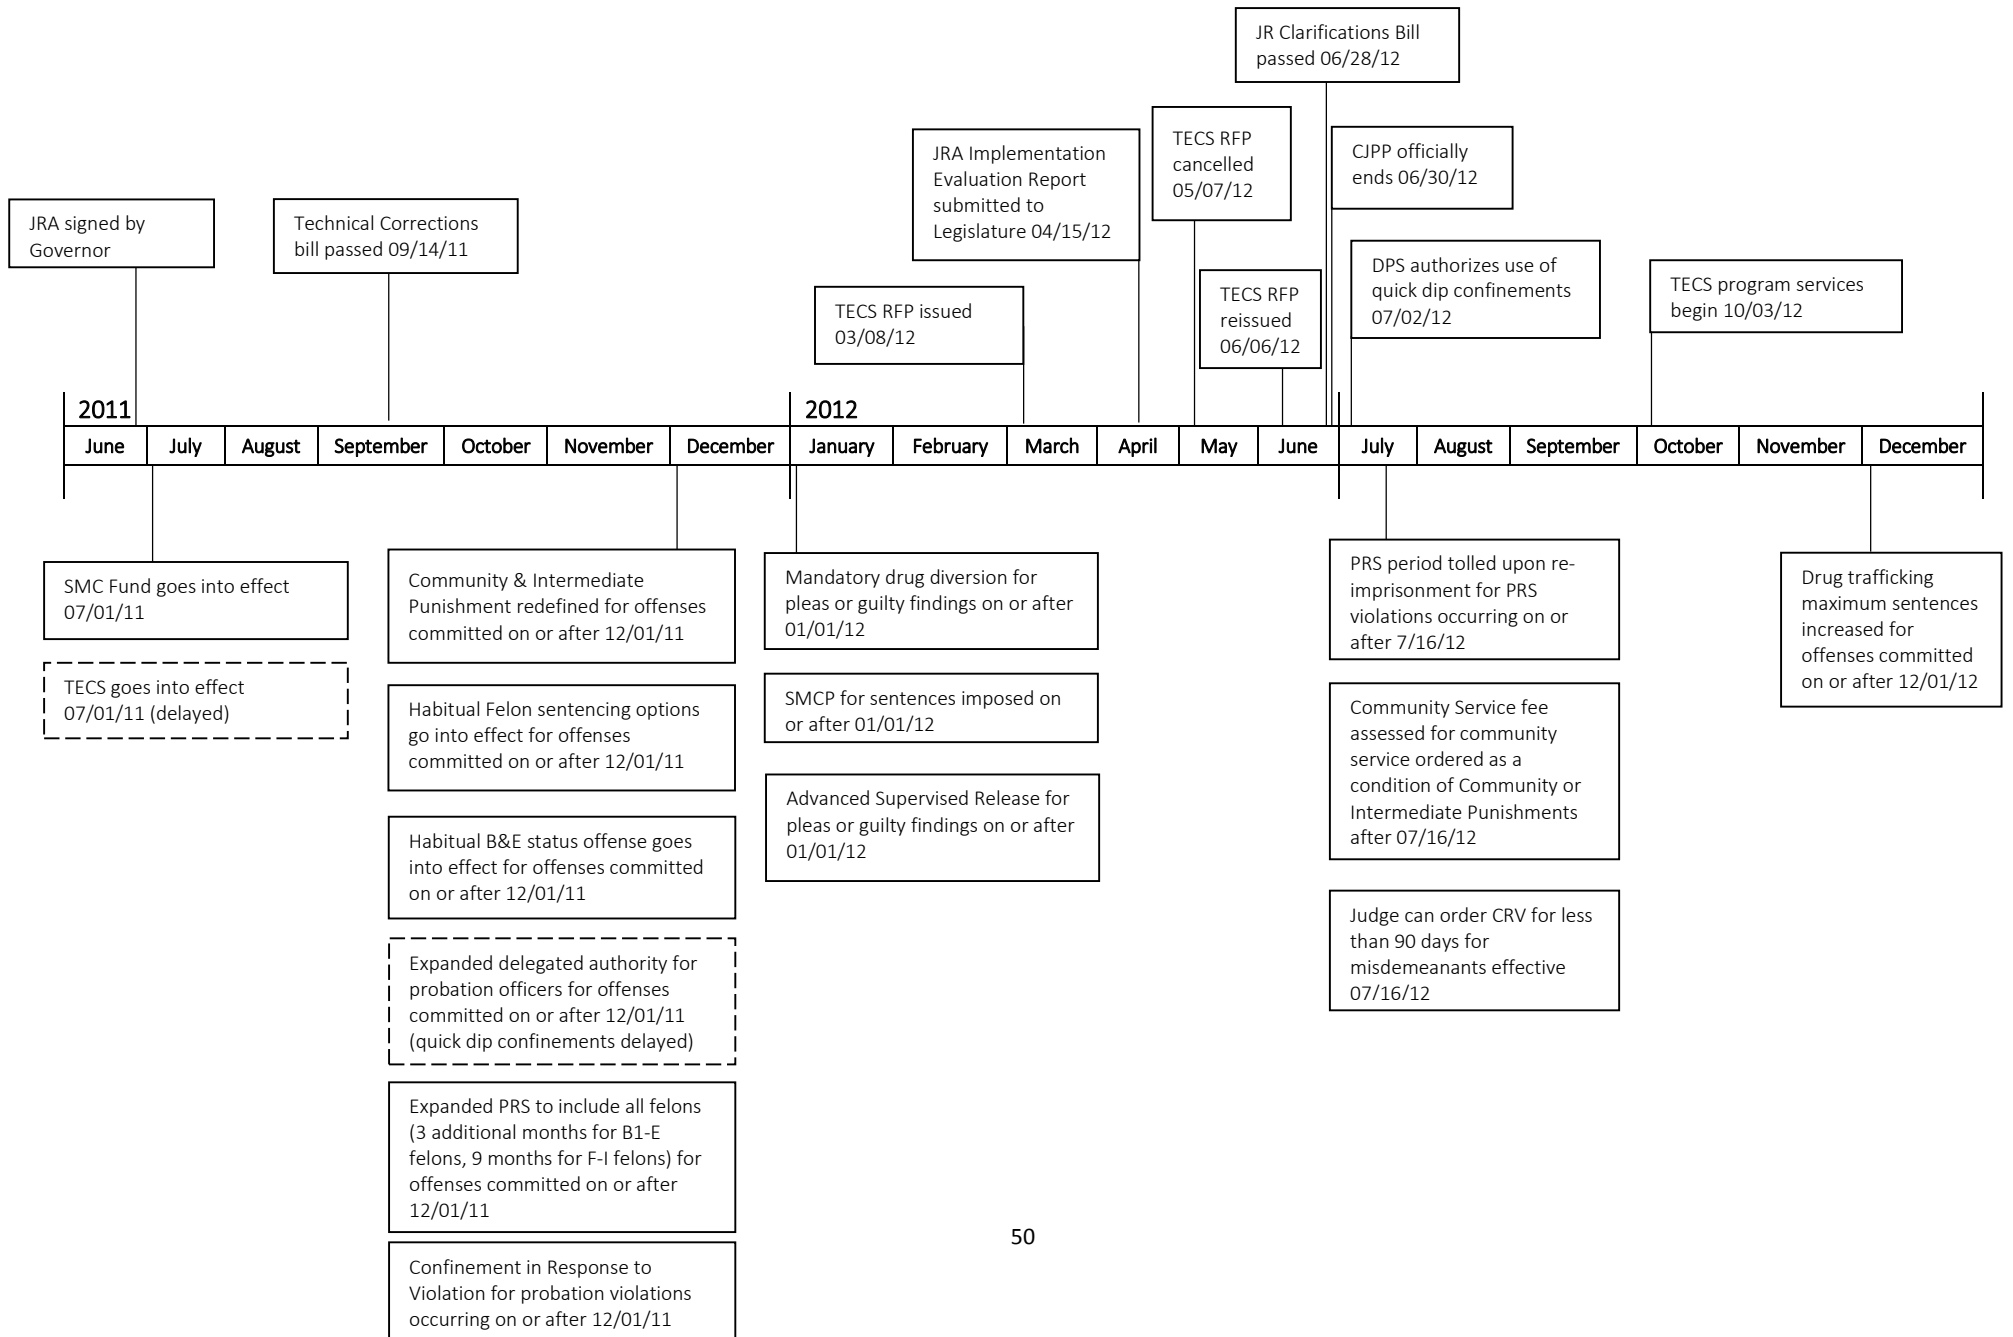 JR Clarifications Bill
passed 06/28/12
TECS RFP
cancelled
05/07/12
JRA Implementation
Evaluation Report
submitted to
Legislature 04/15/12
CJPP officially
ends 06/30/12
JRA signed by
Governor
Technical Corrections
bill passed 09/14/11
DPS authorizes use of
quick dip confinements
07/02/12
TECS RFP issued
03/08/12
TECS RFP
reissued
06/06/12
TECS program services
begin 10/03/12
2011
2012
June July August September October November December January February March April May June July August September October November December
SMC Fund goes into effect
07/01/11
TECS goes into effect
07/01/11 (delayed)
Community & Intermediate
Punishment redefined for offenses
committed on or after 12/01/11
Habitual Felon sentencing options
go into effect for offenses
committed on or after 12/01/11
Habitual B&E status offense goes
into effect for offenses committed
on or after 12/01/11
Expanded delegated authority for
probation officers for offenses
committed on or after 12/01/11
(quick dip confinements delayed)
Expanded PRS to include all felons
(3 additional months for B1-E
felons, 9 months for F-I felons) for
offenses committed on or after
12/01/11
Confinement in Response to
Violation for probation violations
occurring on or after 12/01/11
Mandatory drug diversion for
pleas or guilty findings on or after
01/01/12
SMCP for sentences imposed on
or after 01/01/12
Advanced Supervised Release for
pleas or guilty findings on or after
01/01/12
PRS period tolled upon re-
imprisonment for PRS
violations occurring on or
after 7/16/12
Community Service fee
assessed for community
service ordered as a
condition of Community or
Intermediate Punishments
after 07/16/12
Judge can order CRV for less
than 90 days for
misdemeanants effective
07/16/12
Drug trafficking
maximum sentences
increased for
offenses committed
on or after 12/01/12
50